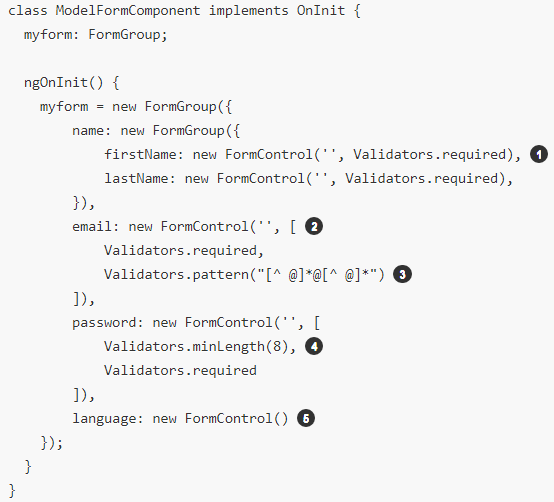 class ModelFormComponent implements OnInit {
  myform: FormGroup;

  ngOnInit() {
    myform = new FormGroup({
        name: new FormGroup({
            firstName: new FormControl('', Validators.required), 1
            lastName: new FormControl('', Validators.required),
        }),
        email: new FormControl('', [ 2
            Validators.required,
            Validators.pattern("[^ @]*@[^ @]*") 3
        ]),
        password: new FormControl('', [
            Validators.minLength(8), 4
            Validators.required
        ]),
        language: new FormControl() 5
    });
  }
}